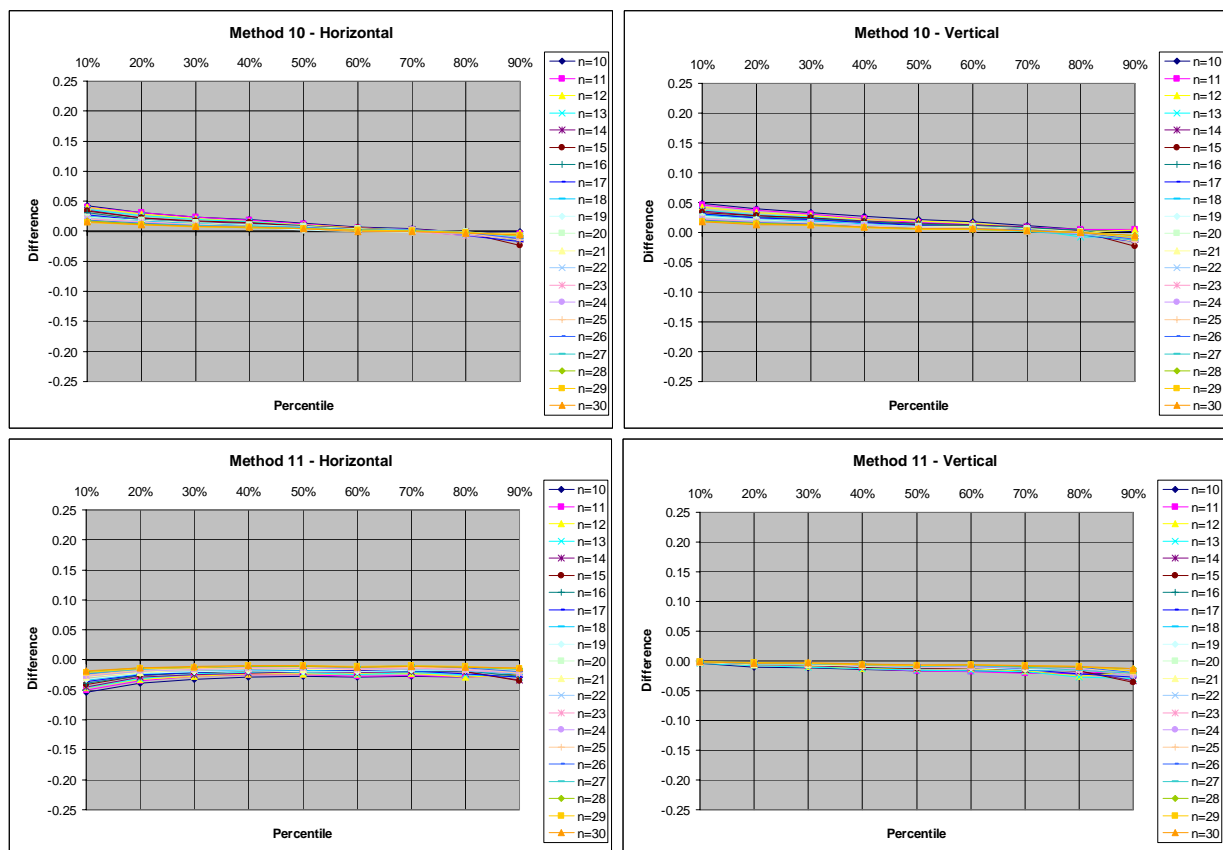 Method 10 - Horizontal
10% 20% 30% 40% 50% 60% 70% 80% 90%
0.25
0.20
0.15
0.10
0.05
0.00
-0.05
-0.10
-0.15
-0.20
-0.25
Difference
Percentile
n=10
n=11
n=12
n=13
n=14
n=15
n=16
n=17
n=18
n=19
n=20
n=21
n=22
n=23
n=24
n=25
n=26
n=27
n=28
n=29
n=30
Method 10 - Vertical
10% 20% 30% 40% 50% 60% 70% 80% 90%
0.25
0.20
0.15
0.10
0.05
0.00
-0.05
-0.10
-0.15
-0.20
-0.25
Difference
Percentile
n=10
n=11
n=12
n=13
n=14
n=15
n=16
n=17
n=18
n=19
n=20
n=21
n=22
n=23
n=24
n=25
n=26
n=27
n=28
n=29
n=30
Method 11 - Horizontal
10% 20% 30% 40% 50% 60% 70% 80% 90%
0.25
0.20
0.15
0.10
0.05
0.00
-0.05
-0.10
-0.15
-0.20
-0.25
Difference
Percentile
n=10
n=11
n=12
n=13
n=14
n=15
n=16
n=17
n=18
n=19
n=20
n=21
n=22
n=23
n=24
n=25
n=26
n=27
n=28
n=29
n=30
Method 11 - Vertical
10% 20% 30% 40% 50% 60% 70% 80% 90%
0.25
0.20
0.15
0.10
0.05
0.00
-0.05
-0.10
-0.15
-0.20
-0.25
Difference
Percentile
n=10
n=11
n=12
n=13
n=14
n=15
n=16
n=17
n=18
n=19
n=20
n=21
n=22
n=23
n=24
n=25
n=26
n=27
n=28
n=29
n=30